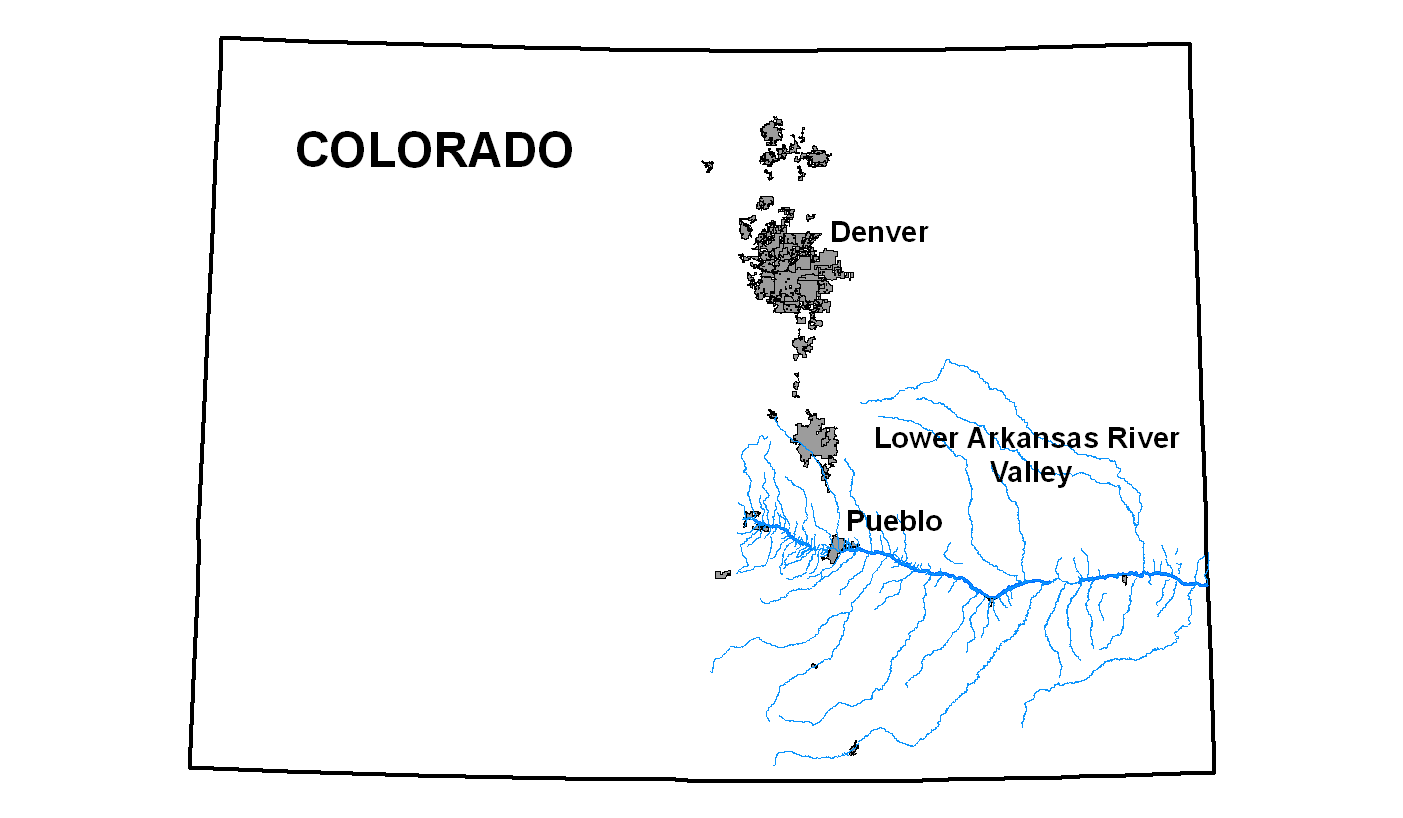 COLORADO
Denver
Lower Arkansas River
Valley
Pueblo